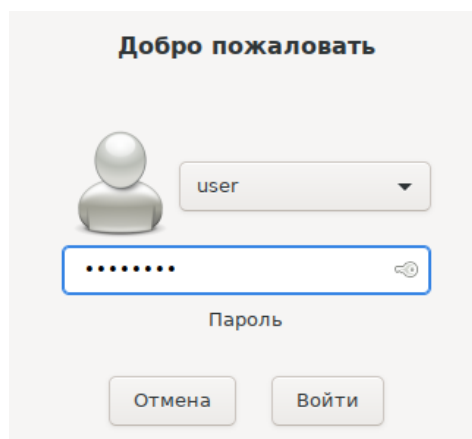 Добро пожаловать
user
••••••••
Пароль
Отмена
Войти